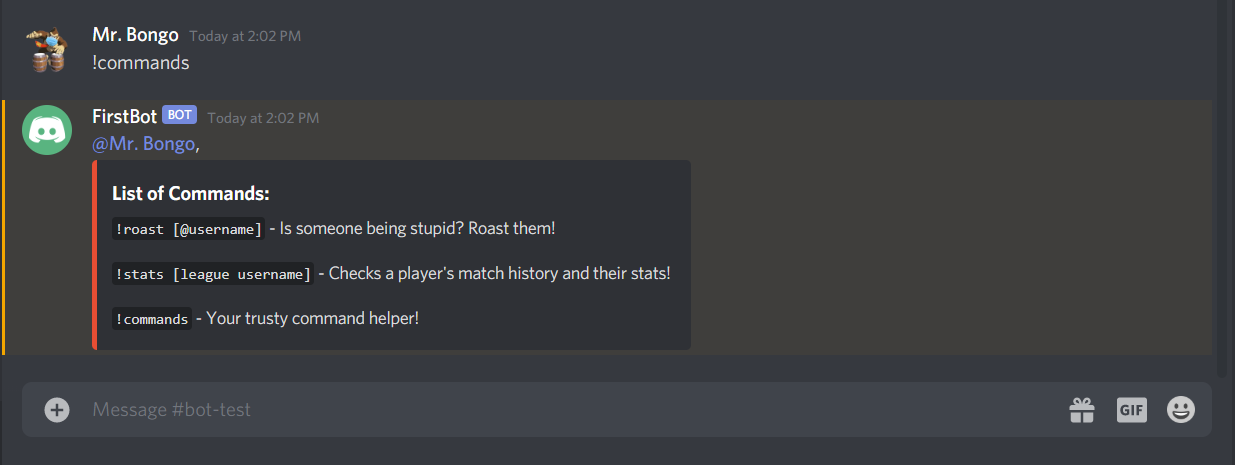 Mr. Bongo Today at 2:02 PM
!commands
FirstBot BOT Today at 2:02 PM
@Mr. Bongo,
List of Commands:
!roast [@username] - Is someone being stupid? Roast them!
!stats [league username] - Checks a player's match history and their stats!
!commands - Your trusty command helper!
Message #bot-test GIF